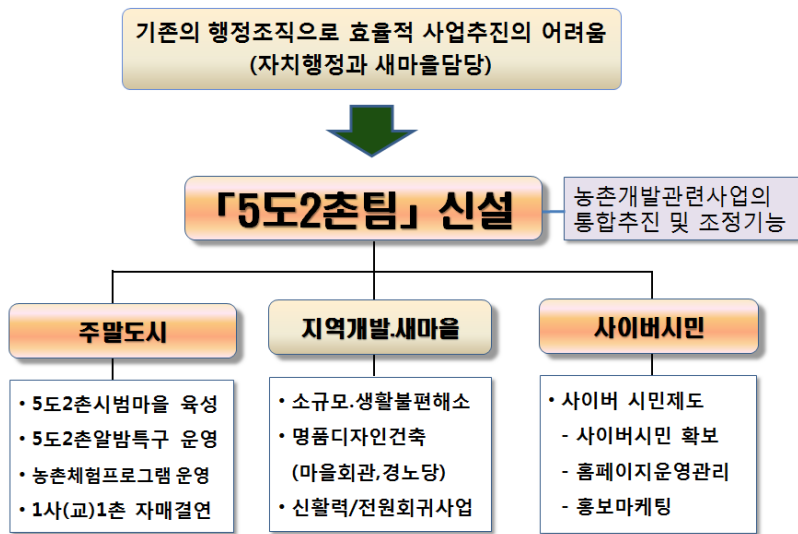 기존의 행정조직으로 효율적 사업추진의 어려움
(자치행정과 새마을담당)
「5도2촌팀」 신설
농촌개발관련사업의
통합추진 및 조정기능
주말도시
• 5도2촌시범마을 육성
• 5도2촌알밤특구 운영
• 농촌체험프로그램 운영
• 1사(교)1촌 자매결연
지역개발.새마을
• 소규모.생활불편해소
• 명품디자인건축
(마을회관,경노당)
• 신활력/전원회귀사업
사이버시민
• 사이버 시민제도
- 사이버시민 확보
- 홈페이지운영관리
- 홍보마케팅